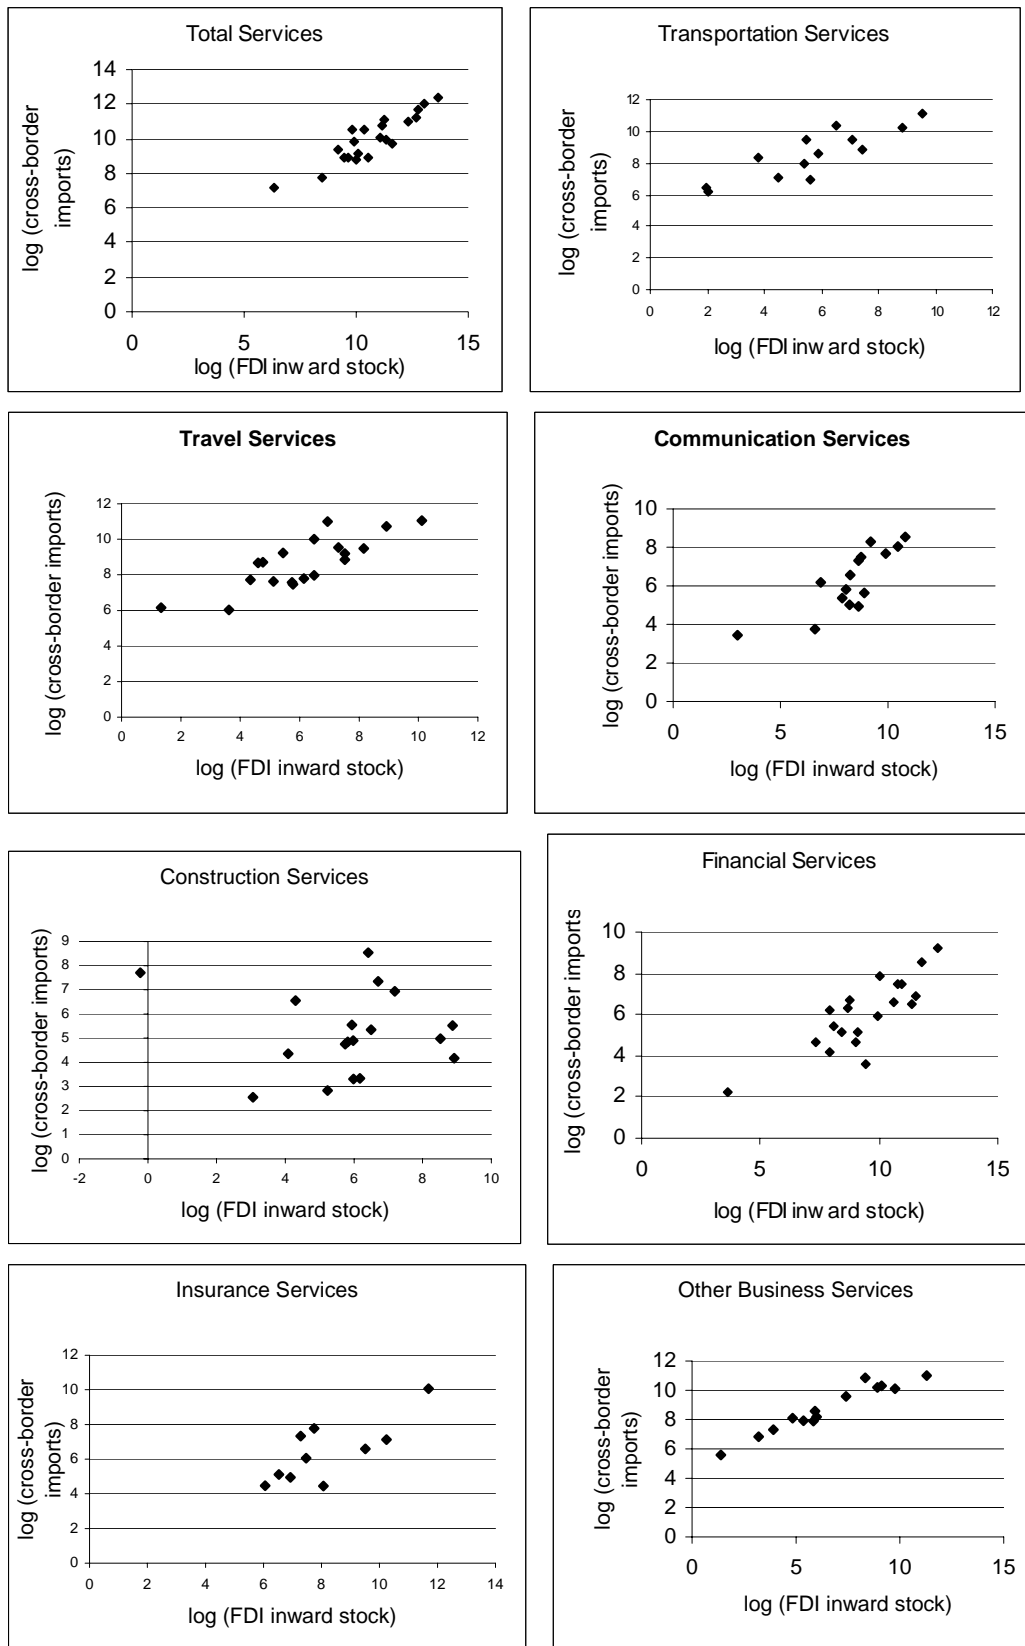 Total Services
14
12
10
8
6
4
2
0
0 5 10 15
log (cross-border
imports)
log (FDI inw ard stock)
Transportation Services
12
10
8
6
4
2
0
0 2 4 6 8 10 12
log (cross-border
imports)
log (FDI inw ard stock)
Travel Services
12
10
8
6
4
2
0
0 2 4 6 8 10 12
log (cross-border imports)
log (FDI inward stock)
Communication Services
10
8
6
4
2
0
0 5 10 15
log (cross-border imports)
log (FDI inward stock)
Construction Services
9
8
7
6
5
4
3
2
1
0
-2 0 2 4 6 8 10
log (cross-border imports)
log (FDI inward stock)
Financial Services
10
8
6
4
2
0
0 5 10 15
log (cross-border imports
log (FDI inw ard stock)
Insurance Services
12
10
8
6
4
2
0
0 2 4 6 8 10 12 14
log (cross-border
imports)
log (FDI inward stock)
Other Business Services
12
10
8
6
4
2
0
0 5 10 15
log (cross-border
imports)
log (FDI inward stock)